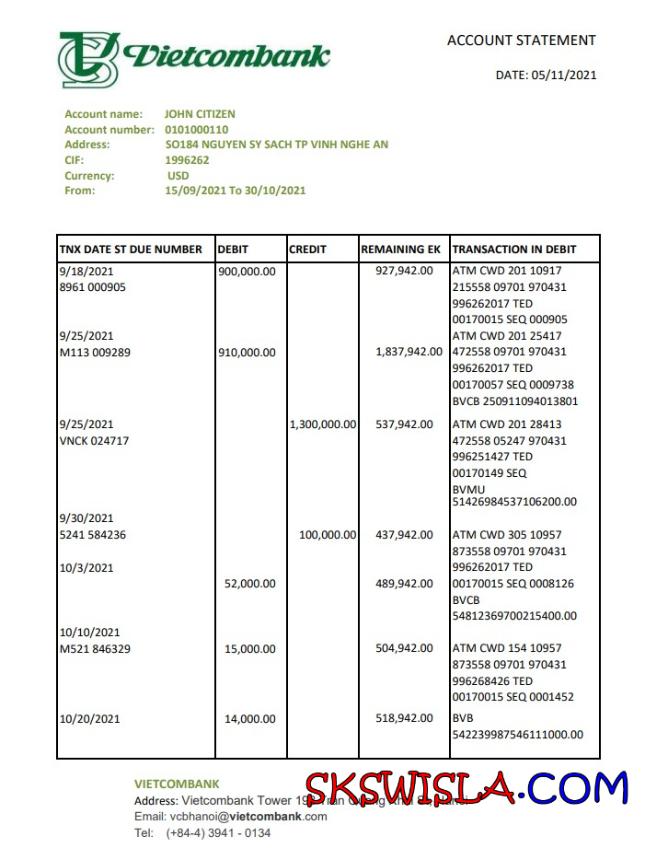 Vietcombank
ACCOUNT STATEMENT
DATE: 05/11/2021
Account name: JOHN CITIZEN
Account number: 0101000110
Address: SO184 NGUYEN SY SACH TP VINH NGHE AN
CIF: 1996262
Currency: USD
From: 15/09/2021 To 30/10/2021
TNX DATE ST DUE NUMBER DEBIT CREDIT REMAINING EK TRANSACTION IN DEBIT
9/18/2021 900,000.00 927,942.00 ATM CWD 201 10917
8961 000905 215558 09701 970431
996262017 TED
00170015 SEQ 000905
9/25/2021 ATM CWD 201 25417
M113 009289 910,000.00 1,837,942.00 472558 09701 970431
996262017 TED
00170057 SEQ 0009738
BVCB 250911094013801
9/25/2021 1,300,000.00 537,942.00 ATM CWD 201 28413
VNCK 024717 472558 05247 970431
996251427 TED
00170149 SEQ
BVMU
51426984537106200.00
9/30/2021
5241 584236 100,000.00 437,942.00 ATM CWD 305 10957
873558 09701 970431
10/3/2021 996262017 TED
52,000.00 489,942.00 00170015 SEQ 0008126
BVCB
54812369700215400.00
10/10/2021
M521 846329 15,000.00 504,942.00 ATM CWD 154 10957
873558 09701 970431
996268426 TED
00170015 SEQ 0001452
10/20/2021 14,000.00 518,942.00 BVB
542239987546111000.00
VIETCOMBANK
Address: Vietcombank Tower
SKSWISLA.COM
Email: vcbhanoi@vietcombank.com
Tel: (+84-4) 3941 - 0134